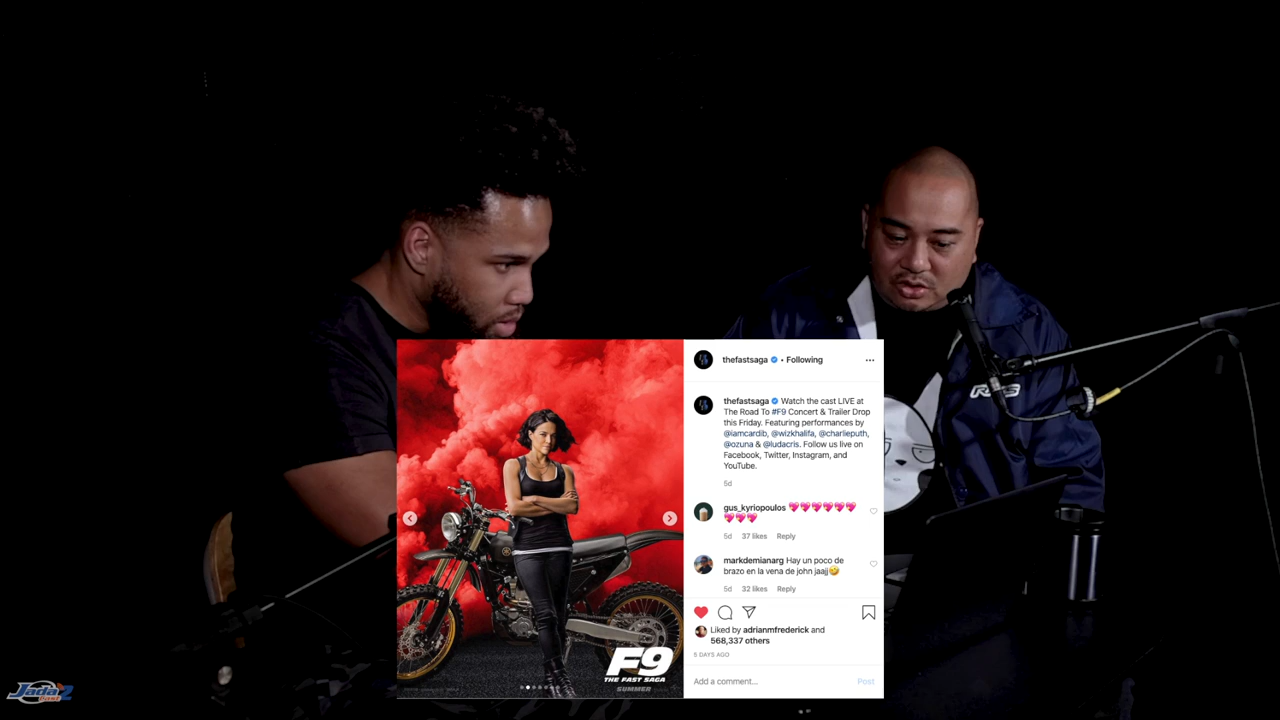 thefastsaga • Following
thefastsaga Watch the cast LIVE at
The Road To #F9 Concert & Trailer Drop
this Friday. Featuring performances by
@iamcardib, @wizkhalifa, @charlieputh,
@ozuna & @ludacris. Follow us live on
Facebook, Twitter, Instagram, and
YouTube.
5d
gus_kyriopoulos 💖💖💖💖💖💖
💖💖💖
5d 37 likes Reply
markdemianarg Hay un poco de
brazo en la vena de john jaajj🤣
5d 32 likes Reply
Liked by adrianmfrederick and
568,337 others
5 DAYS AGO
Add a comment... Post
F9
THE FAST SAGA
SUMMER
Jada